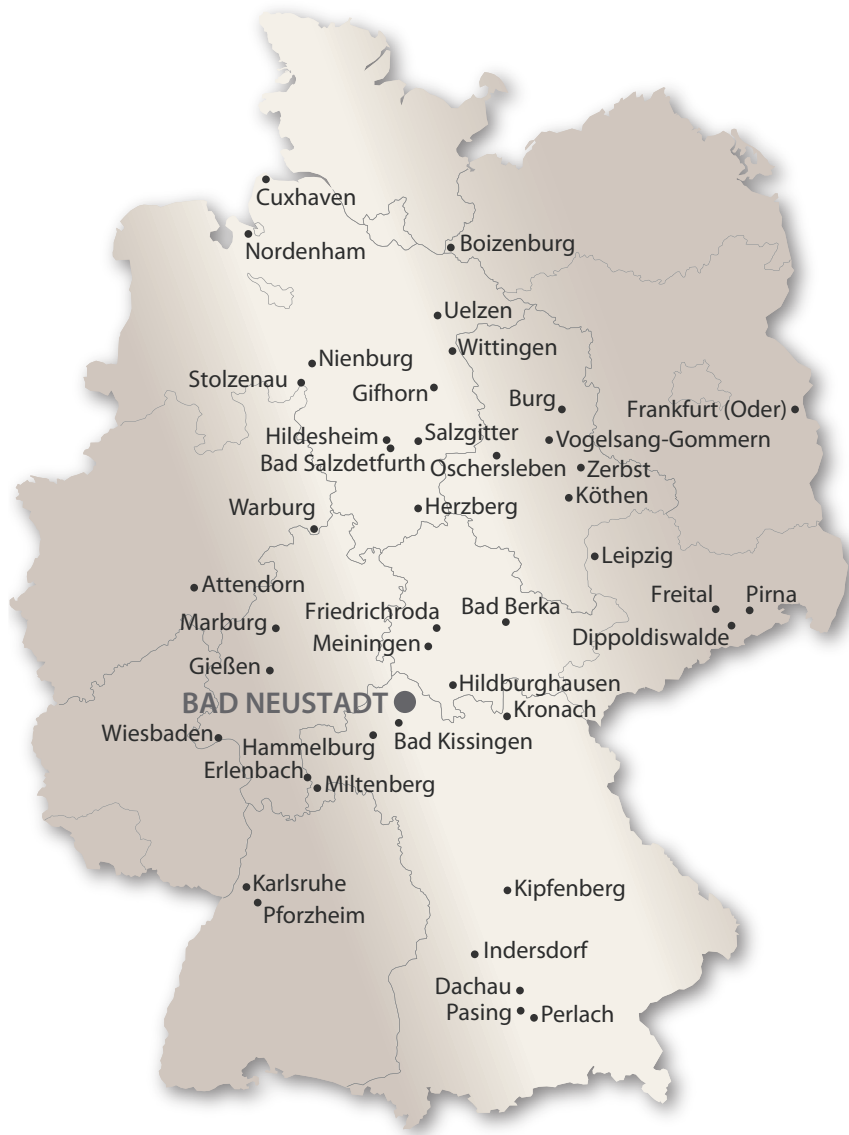 Cuxhaven
Nordenham
Boizenburg
Uelzen
Wittingen
Nienburg
Stolzenau
Gifhorn
Burg
Frankfurt (Oder)
Hildesheim
Salzgitter
Vogelsang-Gommern
Bad Salzdetfurth
Oschersleben
Zerbst
Köthen
Warburg
Herzberg
Leipzig
Attendorn
Freital
Pirna
Friedrichroda
Bad Berka
Marburg
Meiningen
Dippoldiswalde
Gießen
Hildburghausen
BAD NEUSTADT
Kronach
Wiesbaden
Hammelburg
Bad Kissingen
Erlenbach
Miltenberg
Karlsruhe
Kipfenberg
Pforzheim
Indersdorf
Dachau
Pasing
Perlach